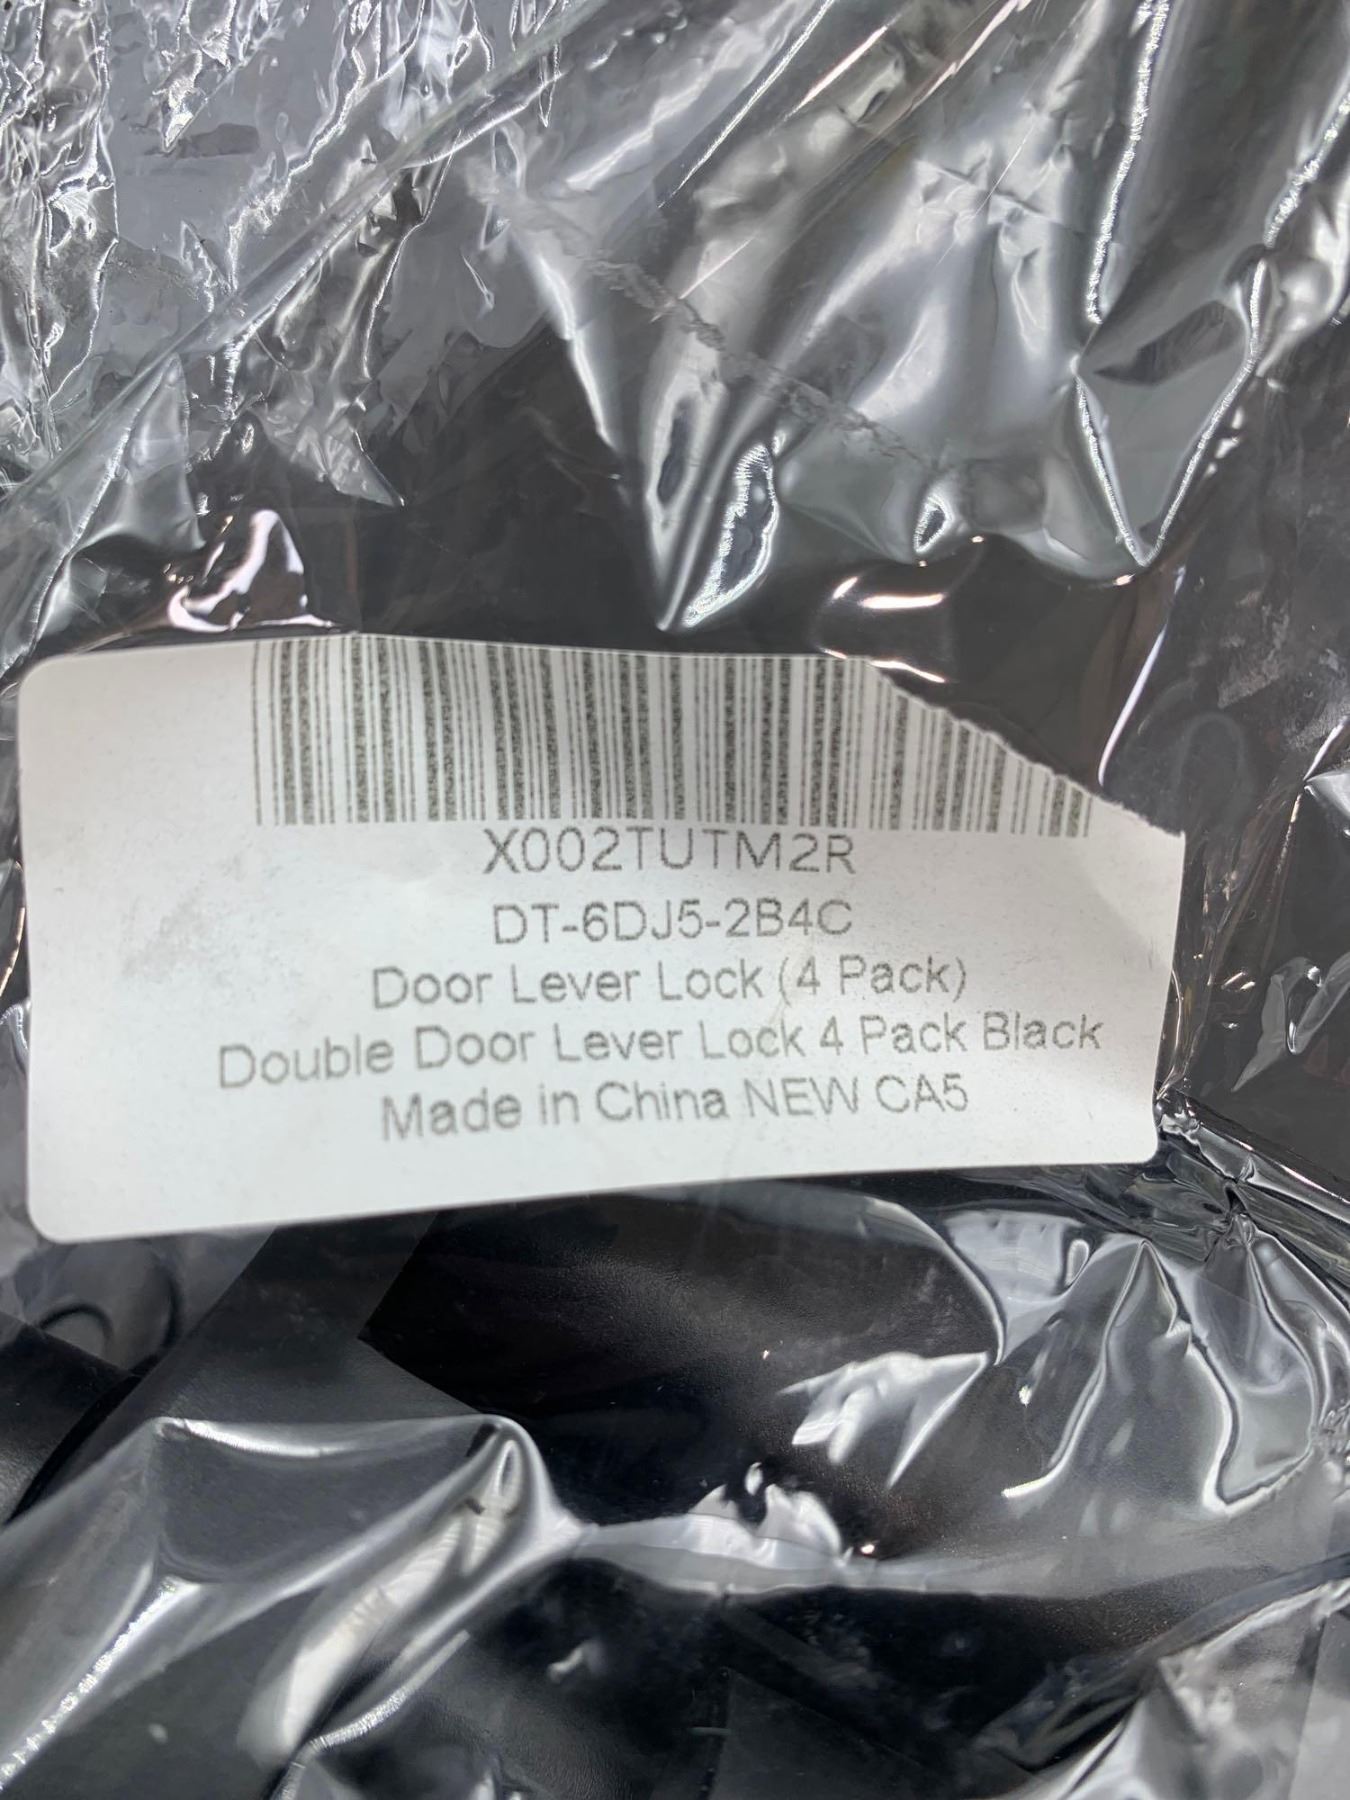 X002TUTM2R
DT-6DJ5-2B4C
Door Lever Lock (4 Pack)
Double Door Lever Lock 4 Pack Black
Made in China NEW CA5